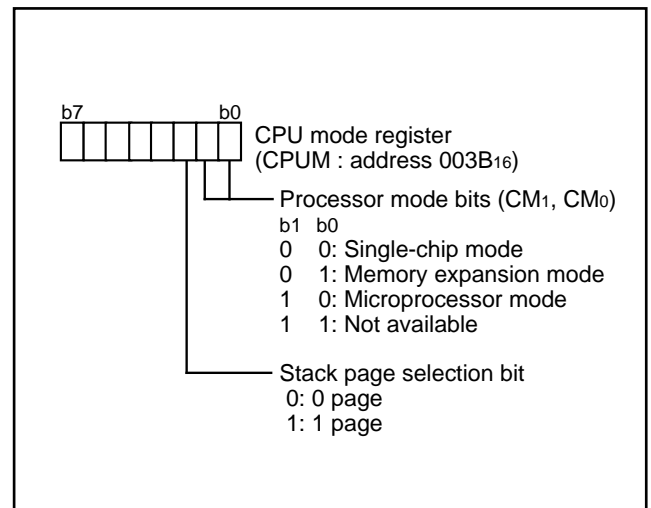 b7 b0
CPU mode register
(CPUM : address 003B₁₆)
Processor mode bits (CM₁, CM₀)
b1 b0
0 0: Single-chip mode
0 1: Memory expansion mode
1 0: Microprocessor mode
1 1: Not available
Stack page selection bit
0: 0 page
1: 1 page